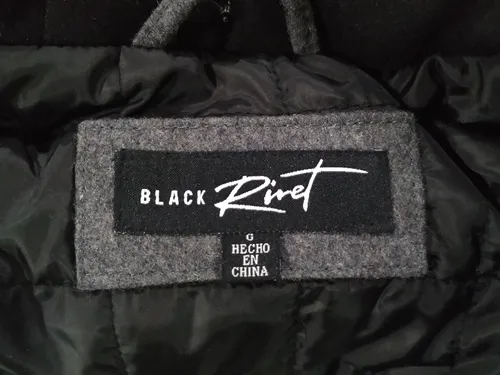 BLACK Rivet
G
HECHO
EN
CHINA